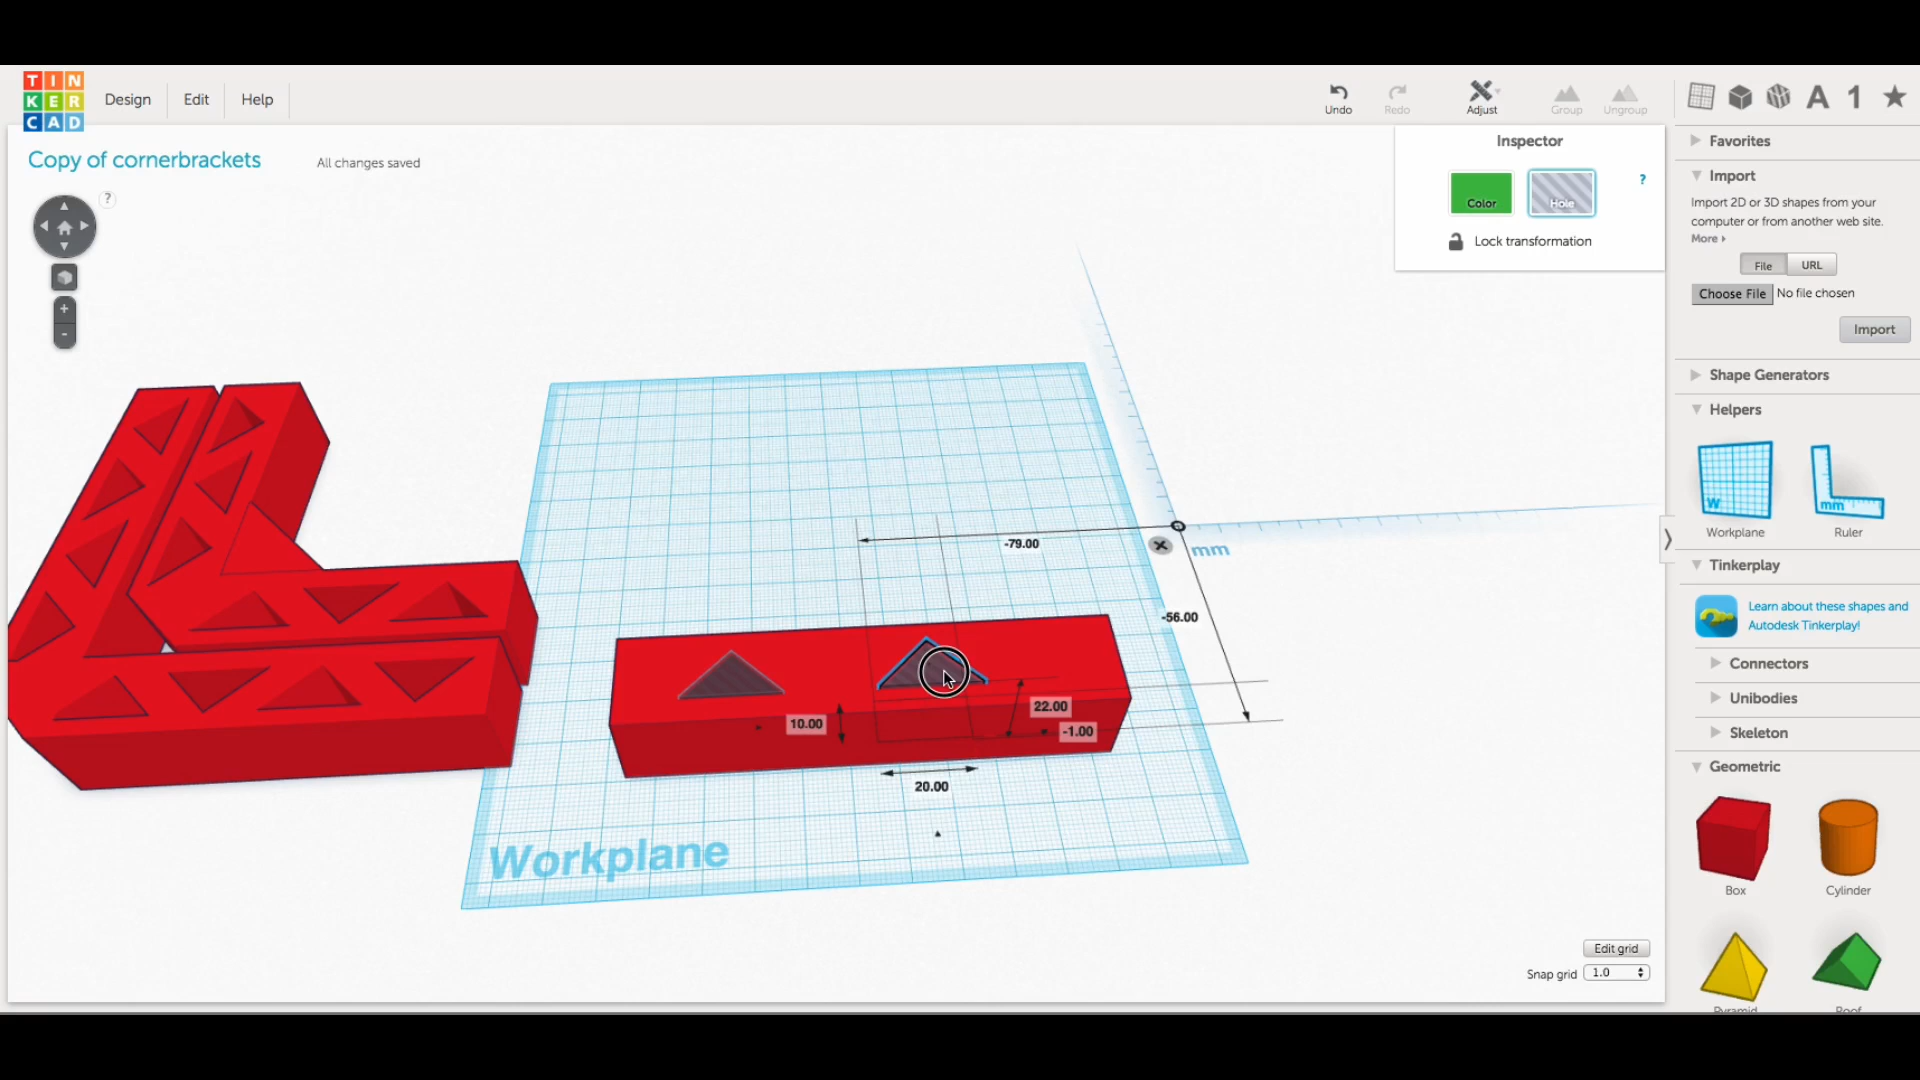 TIN
KER
CAD
Design
Edit
Help
Undo
Redo
Adjust
Group
Ungroup
A
1
Copy of cornerbrackets
All changes saved
?
+
-
Inspector
Color
Hole
?
Lock transformation
Favorites
Import
Import 2D or 3D shapes from your
computer or from another web site.
More
File
URL
Choose File
No file chosen
Import
Shape Generators
Helpers
W
mm
Workplane
Ruler
Tinkerplay
Learn about these shapes and
Autodesk Tinkerplay!
Connectors
Unibodies
Skeleton
Geometric
Box
Cylinder
Pyramid
Roof
-79.00
mm
-56.00
22.00
10.00
-1.00
20.00
Workplane
Edit grid
Snap grid
1.0